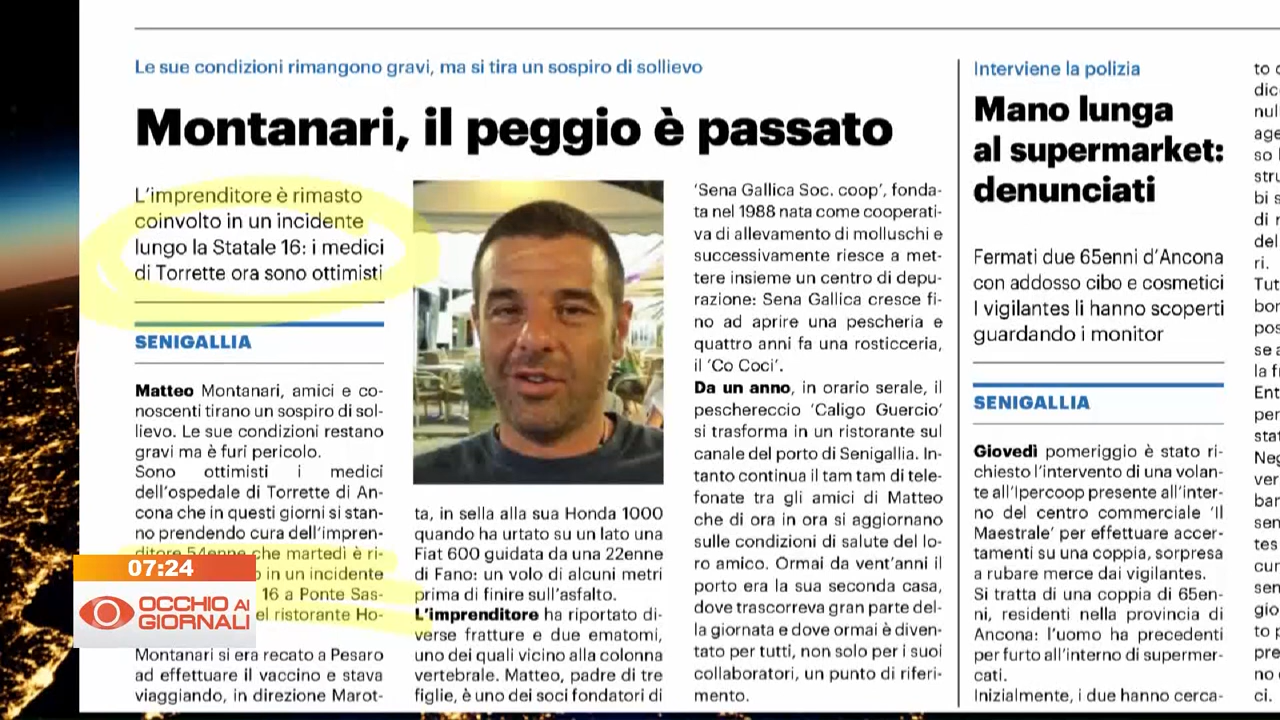 Le sue condizioni rimangono gravi, ma si tira un sospiro di sollievo
Montanari, il peggio è passato
L'imprenditore è rimasto
coinvolto in un incidente
lungo la Statale 16: i medici
di Torrette ora sono ottimisti
SENIGALLIA
Matteo Montanari, amici e co-
noscenti tirano un sospiro di sol-
lievo. Le sue condizioni restano
gravi ma è furi pericolo.
Sono ottimisti i medici
dell'ospedale di Torrette di An-
cona che in questi giorni si stan-
no prendendo cura dell'impren-
ditore 54enne che martedì è ri-
in un incidente
16 a Ponte Sas-
el ristorante Ho-
Montanari si era recato a Pesaro
ad effettuare il vaccino e stava
viaggiando, in direzione Marot-
ta, in sella alla sua Honda 1000
quando ha urtato su un lato una
Fiat 600 guidata da una 22enne
di Fano: un volo di alcuni metri
prima di finire sull'asfalto.
L'imprenditore ha riportato di-
verse fratture e due ematomi,
uno dei quali vicino alla colonna
vertebrale. Matteo, padre di tre
figlie, è uno dei soci fondatori di
'Sena Gallica Soc. coop', fonda-
ta nel 1988 nata come cooperati-
va di allevamento di molluschi e
successivamente riesce a met-
tere insieme un centro di depu-
razione: Sena Gallica cresce fi-
no ad aprire una pescheria e
quattro anni fa una rosticceria,
il 'Co Coci'.
Da un anno, in orario serale, il
peschereccio 'Caligo Guercio'
si trasforma in un ristorante sul
canale del porto di Senigallia. In-
tanto continua il tam tam di tele-
fonate tra gli amici di Matteo
che di ora in ora si aggiornano
sulle condizioni di salute del lo-
ro amico. Ormai da vent'anni il
porto era la sua seconda casa,
dove trascorreva gran parte del-
la giornata e dove ormai è diven-
tato per tutti, non solo per i suoi
collaboratori, un punto di riferi-
mento.
Interviene la polizia
Mano lunga
al supermarket:
denunciati
Fermati due 65enni d'Ancona
con addosso cibo e cosmetici
I vigilantes li hanno scoperti
guardando i monitor
SENIGALLIA
Giovedì pomeriggio è stato ri-
chiesto l'intervento di una volan-
te all'Ipercoop presente all'inter-
no del centro commerciale 'Il
Maestrale' per effettuare accer-
tamenti su una coppia, sorpresa
a rubare merce dai vigilantes.
Si tratta di una coppia di 65en-
ni, residenti nella provincia di
Ancona: l'uomo ha precedenti
per furto all'interno di supermer-
cati.
Inizialmente, i due hanno cerca-
07:24
OCCHIO AI
GIORNALI